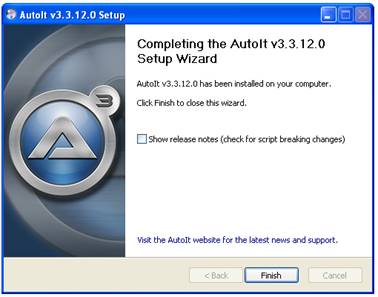 AutoIt v3.3.12.0 Setup
Completing the AutoIt v3.3.12.0
Setup Wizard
AutoIt v3.3.12.0 has been installed on your computer.
Click Finish to close this wizard.
Show release notes (check for script breaking changes)
3
Visit the AutoIt website for the latest news and support.
< Back
Finish
Cancel